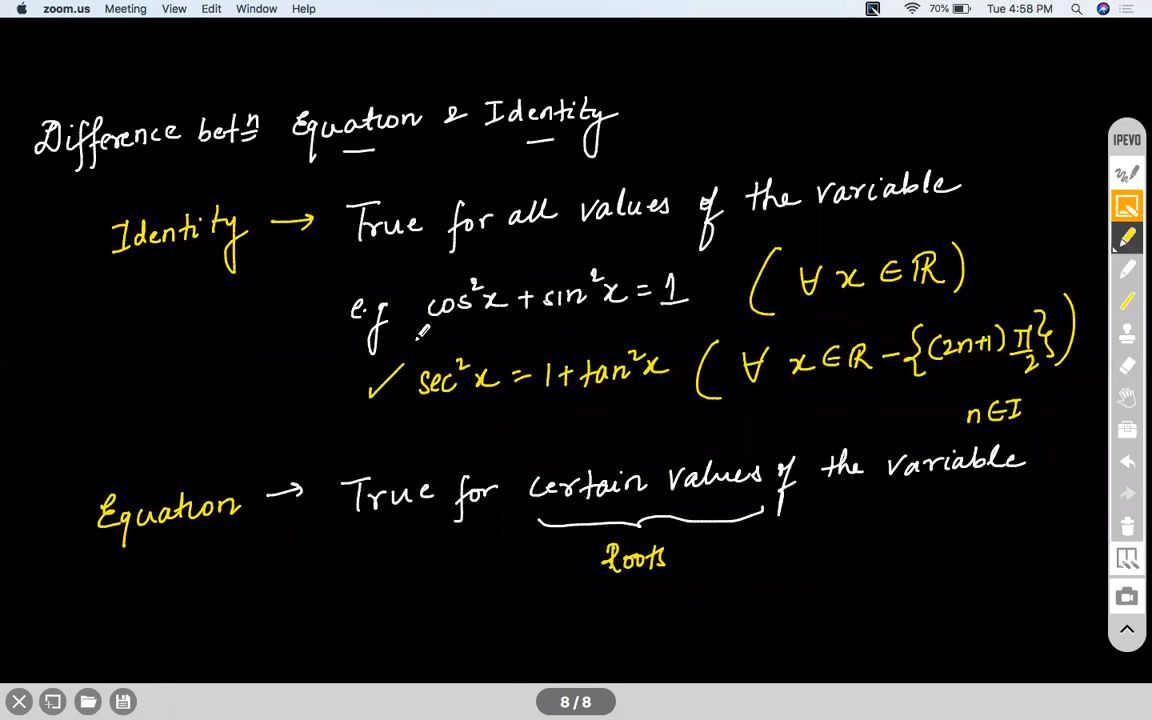 zoom.us Meeting View Edit Window Help 70% Tue 4:58 PM
Difference betn Equation & Identity
IPEVO
Identity → True for all values of the variable
e.g cos²x + sin²x = 1 (∀ x ∈ ℝ)
✓ sec²x = 1 + tan²x (∀ x ∈ ℝ - {(2n+1) π/2})
n ∈ I
Equation → True for certain values of the variable
Roots
8 / 8